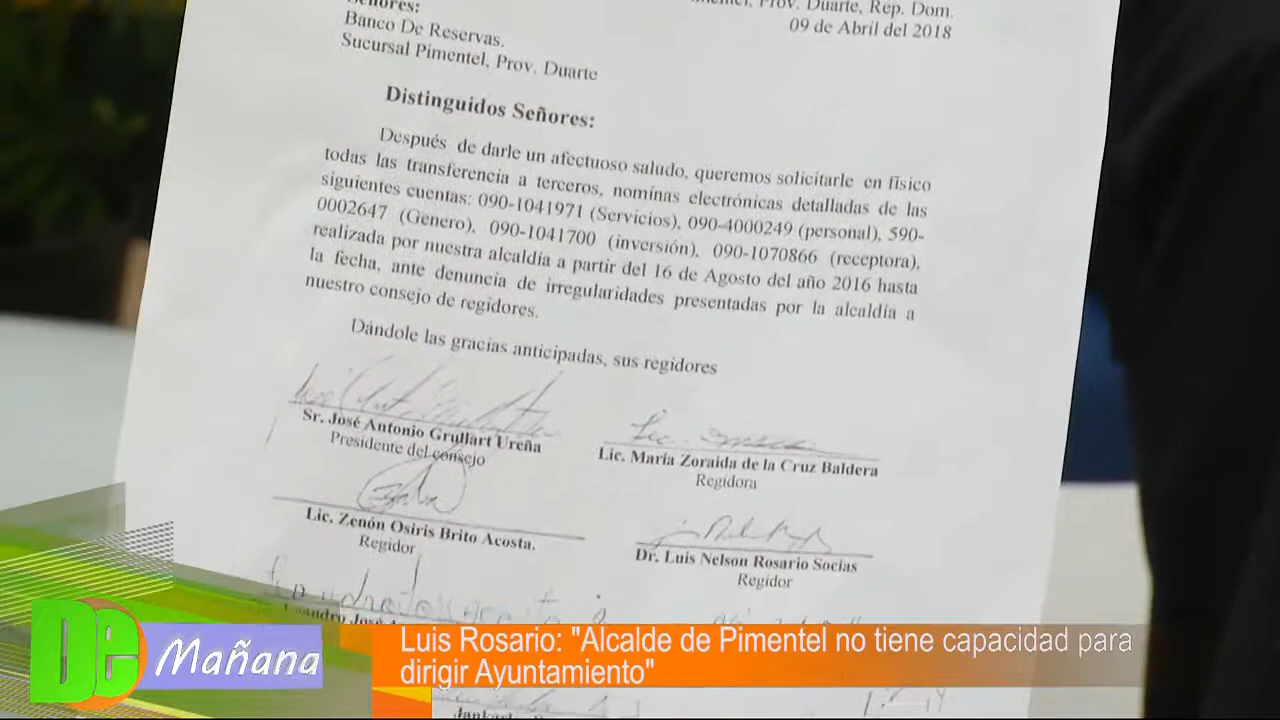 Prov. Duarte, Rep. Dom.
09 de Abril del 2018
Señores:
Banco De Reservas.
Sucursal Pimentel, Prov. Duarte
Distinguidos Señores:
Después de darle un afectuoso saludo, queremos solicitarle en físico
todas las transferencia a terceros, nominas electrónicas detalladas de las
siguientes cuentas: 090-1041971 (Servicios), 090-4000249 (personal), 590-
0002647 (Genero), 090-1041700 (inversión), 090-1070866 (receptora),
realizada por nuestra alcaldía a partir del 16 de Agosto del año 2016 hasta
la fecha, ante denuncia de irregularidades presentadas por la alcaldía a
nuestro consejo de regidores.
Dándole las gracias anticipadas, sus regidores
Sr. José Antonio Grullart Ureña
Presidente del consejo
Lic. María Zoraida de la Cruz Baldera
Regidora
Lic. Zenón Osiris Brito Acosta.
Regidor
Dr. Luis Nelson Rosario Socias
Regidor
De Mañana
Luis Rosario: "Alcalde de Pimentel no tiene capacidad para
dirigir Ayuntamiento"